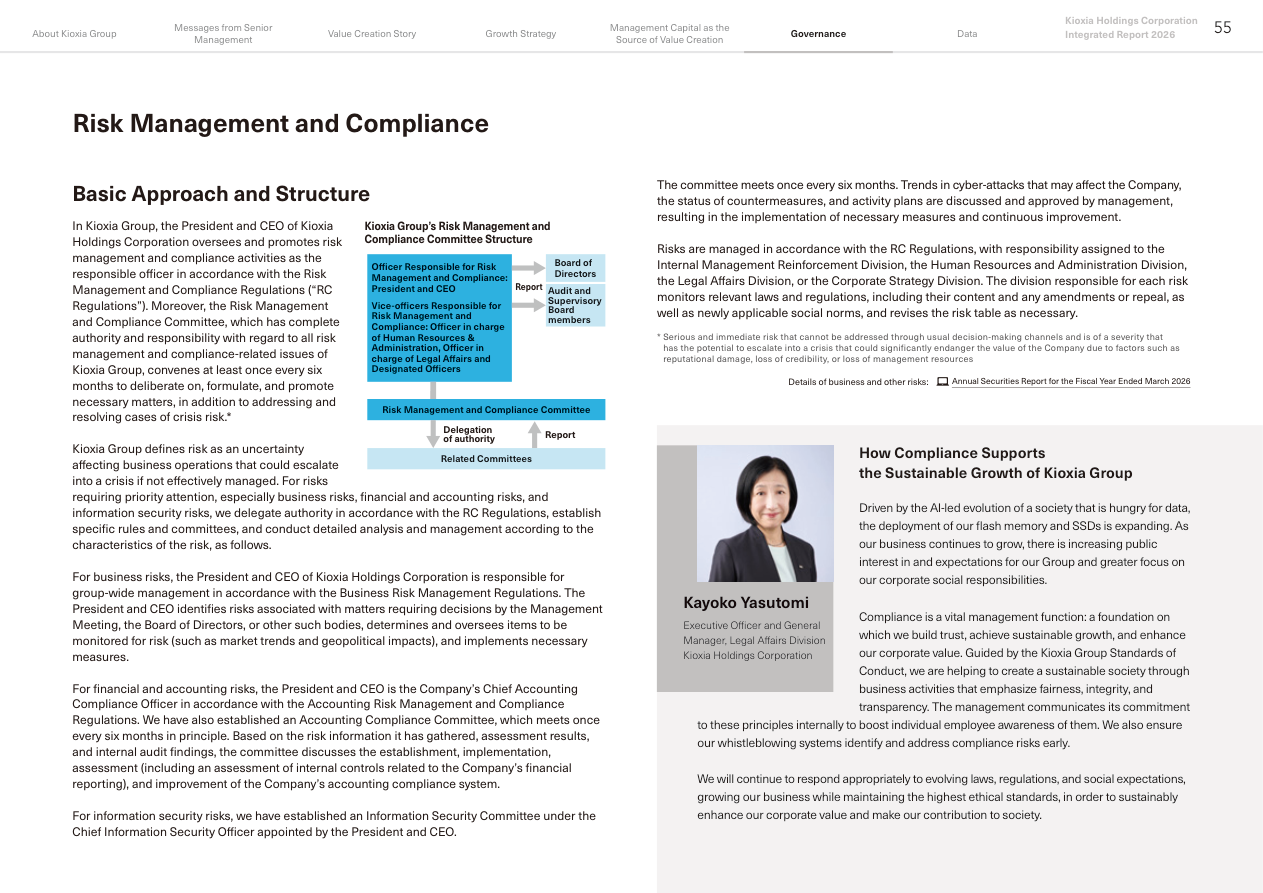 About Kioxia Group
Messages from Senior
Management
Value Creation Story
Growth Strategy
Management Capital as the
Source of Value Creation
Governance
Data
Kioxia Holdings Corporation
Integrated Report 2026
55
Risk Management and Compliance
Basic Approach and Structure
In Kioxia Group, the President and CEO of Kioxia
Holdings Corporation oversees and promotes risk
management and compliance activities as the
responsible officer in accordance with the Risk
Management and Compliance Regulations (“RC
Regulations”). Moreover, the Risk Management
and Compliance Committee, which has complete
authority and responsibility with regard to all risk
management and compliance-related issues of
Kioxia Group, convenes at least once every six
months to deliberate on, formulate, and promote
necessary matters, in addition to addressing and
resolving cases of crisis risk.*
Kioxia Group’s Risk Management and
Compliance Committee Structure
Officer Responsible for Risk
Management and Compliance:
President and CEO
Vice-officers Responsible for
Risk Management and
Compliance: Officer in charge
of Human Resources &
Administration, Officer in
charge of Legal Affairs and
Designated Officers
Report
Board of
Directors
Audit and
Supervisory
Board
members
Risk Management and Compliance Committee
Delegation
of authority
Report
Related Committees
Kioxia Group defines risk as an uncertainty
affecting business operations that could escalate
into a crisis if not effectively managed. For risks
requiring priority attention, especially business risks, financial and accounting risks, and
information security risks, we delegate authority in accordance with the RC Regulations, establish
specific rules and committees, and conduct detailed analysis and management according to the
characteristics of the risk, as follows.
For business risks, the President and CEO of Kioxia Holdings Corporation is responsible for
group-wide management in accordance with the Business Risk Management Regulations. The
President and CEO identifies risks associated with matters requiring decisions by the Management
Meeting, the Board of Directors, or other such bodies, determines and oversees items to be
monitored for risk (such as market trends and geopolitical impacts), and implements necessary
measures.
For financial and accounting risks, the President and CEO is the Company’s Chief Accounting
Compliance Officer in accordance with the Accounting Risk Management and Compliance
Regulations. We have also established an Accounting Compliance Committee, which meets once
every six months in principle. Based on the risk information it has gathered, assessment results,
and internal audit findings, the committee discusses the establishment, implementation,
assessment (including an assessment of internal controls related to the Company’s financial
reporting), and improvement of the Company’s accounting compliance system.
For information security risks, we have established an Information Security Committee under the
Chief Information Security Officer appointed by the President and CEO.
The committee meets once every six months. Trends in cyber-attacks that may affect the Company,
the status of countermeasures, and activity plans are discussed and approved by management,
resulting in the implementation of necessary measures and continuous improvement.
Risks are managed in accordance with the RC Regulations, with responsibility assigned to the
Internal Management Reinforcement Division, the Human Resources and Administration Division,
the Legal Affairs Division, or the Corporate Strategy Division. The division responsible for each risk
monitors relevant laws and regulations, including their content and any amendments or repeal, as
well as newly applicable social norms, and revises the risk table as necessary.
* Serious and immediate risk that cannot be addressed through usual decision-making channels and is of a severity that
has the potential to escalate into a crisis that could significantly endanger the value of the Company due to factors such as
reputational damage, loss of credibility, or loss of management resources
Details of business and other risks: Annual Securities Report for the Fiscal Year Ended March 2026
Kayoko Yasutomi
Executive Officer and General
Manager, Legal Affairs Division
Kioxia Holdings Corporation
How Compliance Supports
the Sustainable Growth of Kioxia Group
Driven by the AI-led evolution of a society that is hungry for data,
the deployment of our flash memory and SSDs is expanding. As
our business continues to grow, there is increasing public
interest in and expectations for our Group and greater focus on
our corporate social responsibilities.
Compliance is a vital management function: a foundation on
which we build trust, achieve sustainable growth, and enhance
our corporate value. Guided by the Kioxia Group Standards of
Conduct, we are helping to create a sustainable society through
business activities that emphasize fairness, integrity, and
transparency. The management communicates its commitment
to these principles internally to boost individual employee awareness of them. We also ensure
our whistleblowing systems identify and address compliance risks early.
We will continue to respond appropriately to evolving laws, regulations, and social expectations,
growing our business while maintaining the highest ethical standards, in order to sustainably
enhance our corporate value and make our contribution to society.